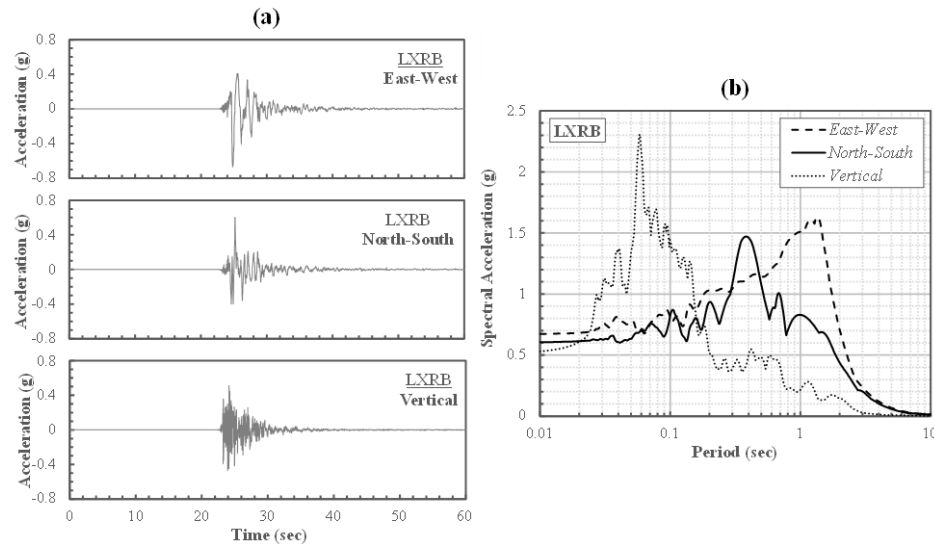 (a)
0.8
0.4
0
-0.4
-0.8
Acceleration (g)
LXRB
East-West
0.8
0.4
0
-0.4
-0.8
Acceleration (g)
LXRB
North-South
0.8
0.4
0
-0.4
-0.8
Acceleration (g)
LXRB
Vertical
0 10 20 30 40 50 60
Time (sec)
(b)
2.5
2
1.5
1
0.5
0
Spectral Acceleration (g)
LXRB
East-West
North-South
Vertical
0.01 0.1 1 10
Period (sec)